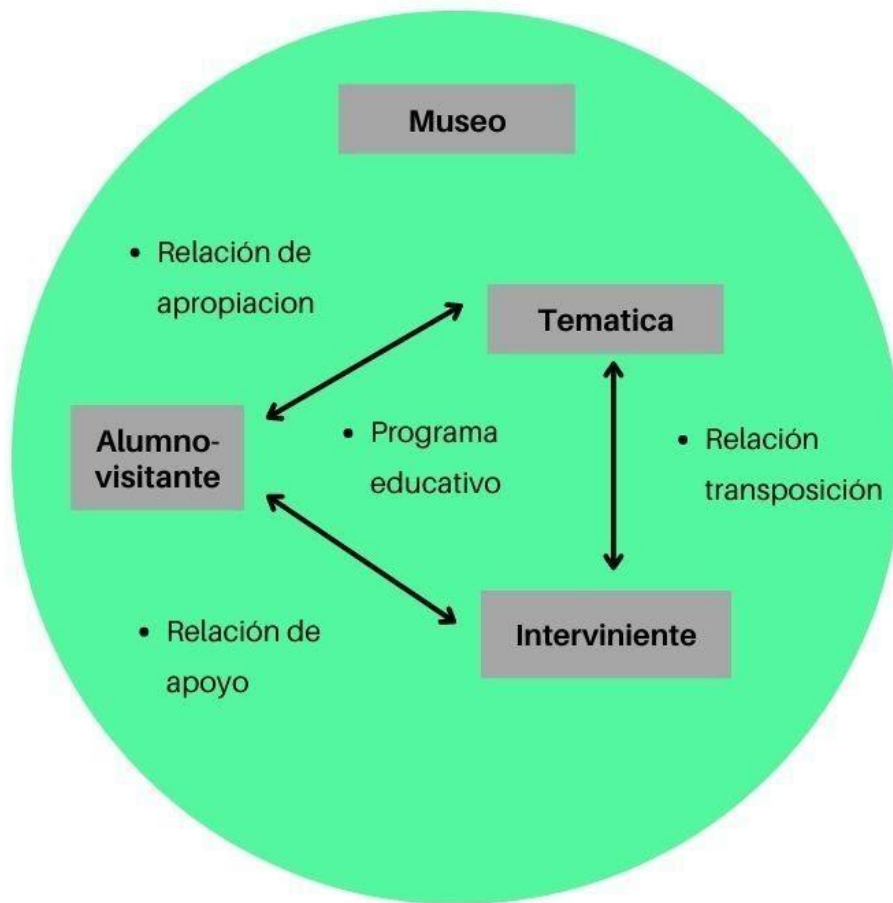 Museo
• Relación de
apropiacion
Tematica
Alumno-
visitante
• Programa
educativo
• Relación
transposición
• Relación de
apoyo
Interviniente